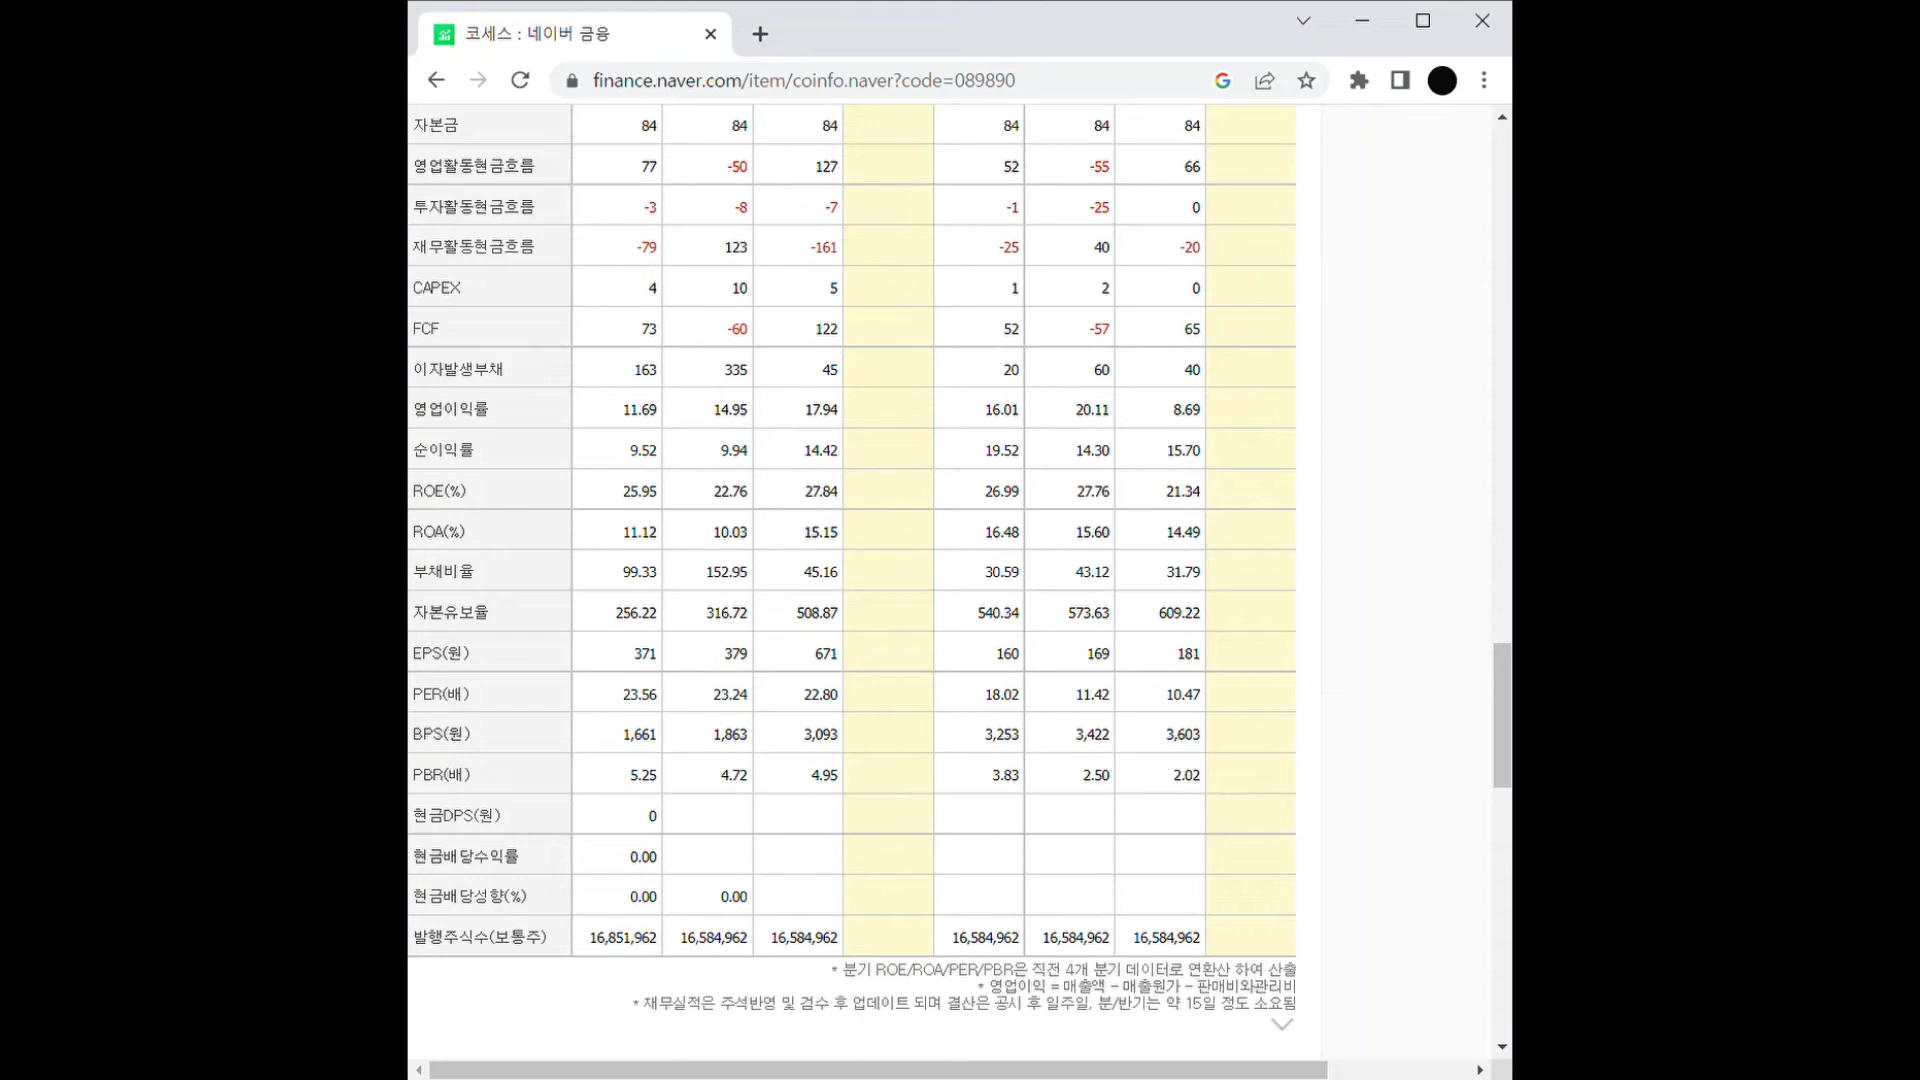 코세스 : 네이버 금융
finance.naver.com/item/coinfo.naver?code=089890
자본금 84 84 84 84 84 84
영업활동현금흐름 77 -50 127 52 -55 66
투자활동현금흐름 -3 -8 -7 -1 -25 0
재무활동현금흐름 -79 123 -161 -25 40 -20
CAPEX 4 10 5 1 2 0
FCF 73 -60 122 52 -57 65
이자발생부채 163 335 45 20 60 40
영업이익률 11.69 14.95 17.94 16.01 20.11 8.69
순이익률 9.52 9.94 14.42 19.52 14.30 15.70
ROE(%) 25.95 22.76 27.84 26.99 27.76 21.34
ROA(%) 11.12 10.03 15.15 16.48 15.60 14.49
부채비율 99.33 152.95 45.16 30.59 43.12 31.79
자본유보율 256.22 316.72 508.87 540.34 573.63 609.22
EPS(원) 371 379 671 160 169 181
PER(배) 23.56 23.24 22.80 18.02 11.42 10.47
BPS(원) 1,661 1,863 3,093 3,253 3,422 3,603
PBR(배) 5.25 4.72 4.95 3.83 2.50 2.02
현금DPS(원) 0
현금배당수익률 0.00
현금배당성향(%) 0.00 0.00
발행주식수(보통주) 16,851,962 16,584,962 16,584,962 16,584,962 16,584,962 16,584,962
* 분기 ROE/ROA/PER/PBR은 직전 4개 분기 데이터로 연환산 하여 산출
* 영업이익 = 매출액 - 매출원가 - 판매비와관리비
* 재무실적은 주석반영 및 검수 후 업데이트 되며 결산은 공시 후 일주일, 분/반기는 약 15일 정도 소요됨